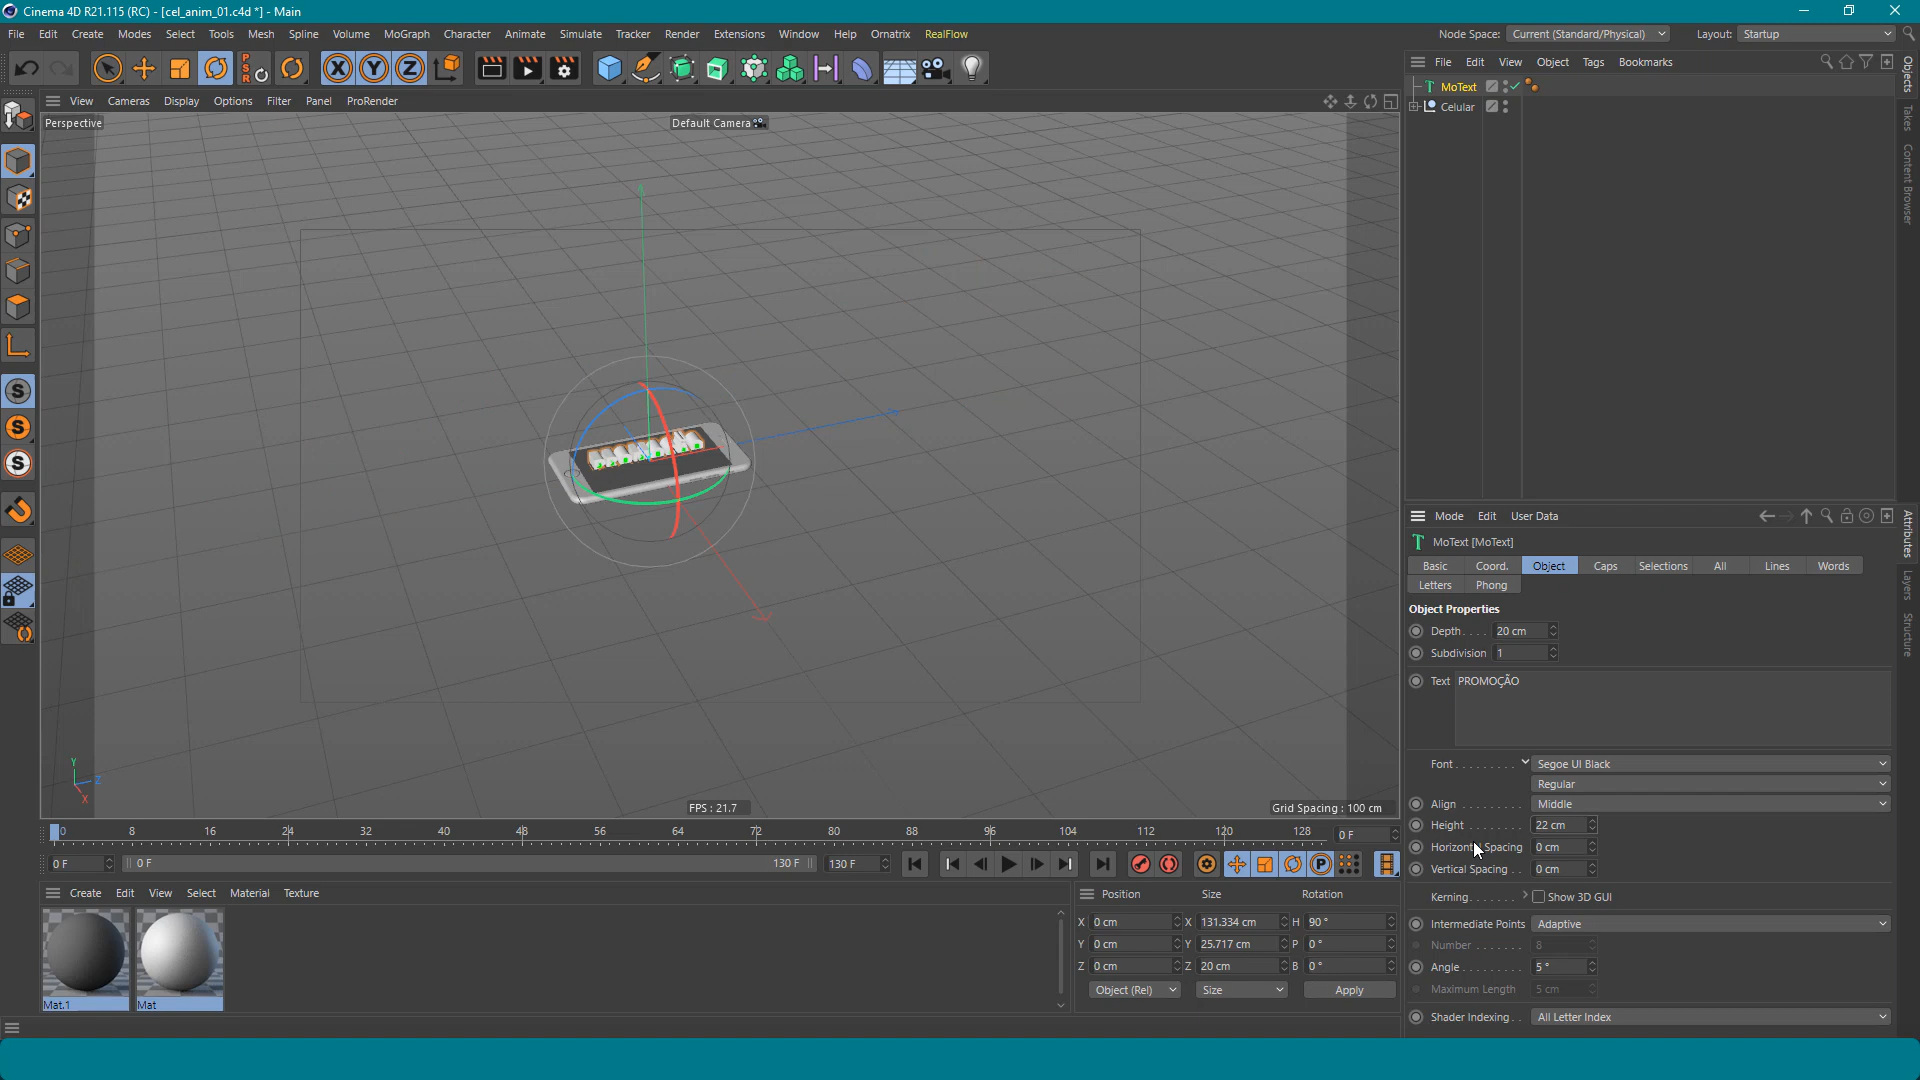 Cinema 4D R21.115 (RC) - [cel_anim_01.c4d *] - Main
File Edit Create Modes Select Tools Mesh Spline Volume MoGraph Character Animate Simulate Tracker Render Extensions Window Help Ornatrix RealFlow
Node Space: Current (Standard/Physical) Layout: Startup
PSR X Y Z
File Edit View Object Tags Bookmarks
MoText
Celular
Objects
Takes
Content Browser
View Cameras Display Options Filter Panel ProRender
Perspective
Default Camera
S
S
S
Y
Z
X
FPS : 21.7
Grid Spacing : 100 cm
Mode Edit User Data
Attributes
Layers
Structure
MoText [MoText]
Basic Coord. Object Caps Selections All Lines Words
Letters Phong
Object Properties
Depth. . . . 20 cm
Subdivision 1
Text PROMOÇÃO
Font . . . . . . . . . Segoe UI Black
Regular
Align . . . . . . . . Middle
Height . . . . . . . 22 cm
Horizontal Spacing 0 cm
Vertical Spacing . . 0 cm
Kerning. . . . . . . Show 3D GUI
Intermediate Points Adaptive
Number . . . . . . . 8
Angle. . . . . . . . . 5 °
Maximum Length 5 cm
Shader Indexing. . All Letter Index
0 8 16 24 32 40 48 56 64 72 80 88 96 104 112 120 128 0 F
0 F 0 F 130 F 130 F P
Create Edit View Select Material Texture
Mat.1 Mat
Position Size Rotation
X 0 cm X 131.334 cm H 90 °
Y 0 cm Y 25.717 cm P 0 °
Z 0 cm Z 20 cm B 0 °
Object (Rel) Size Apply